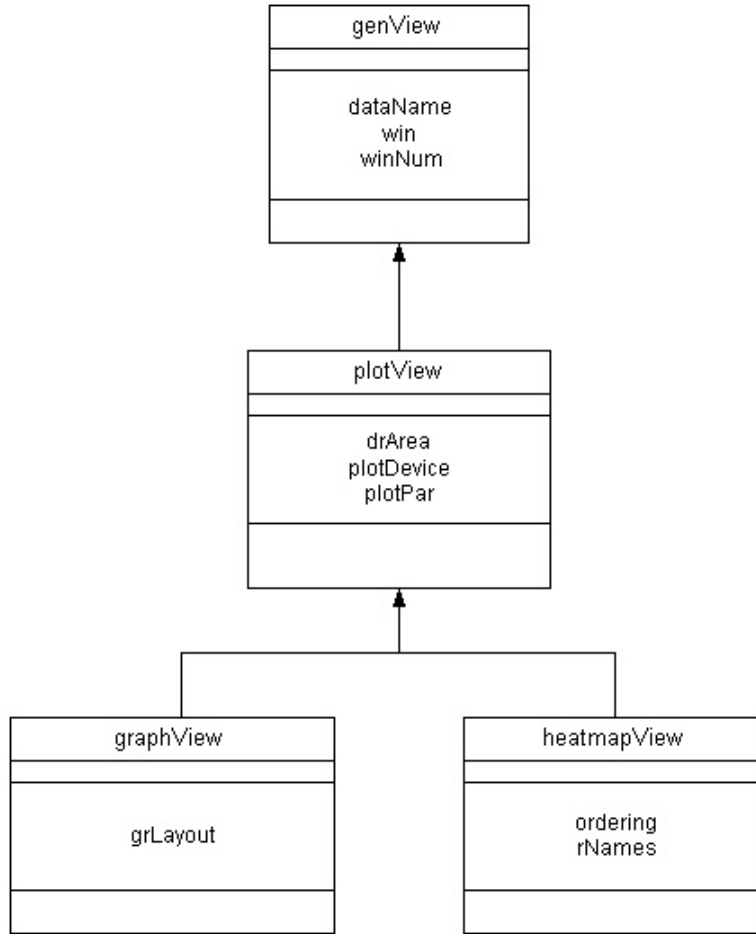 genView
dataName
win
winNum
plotView
drArea
plotDevice
plotPar
graphView
grLayout
heatmapView
ordering
rNames